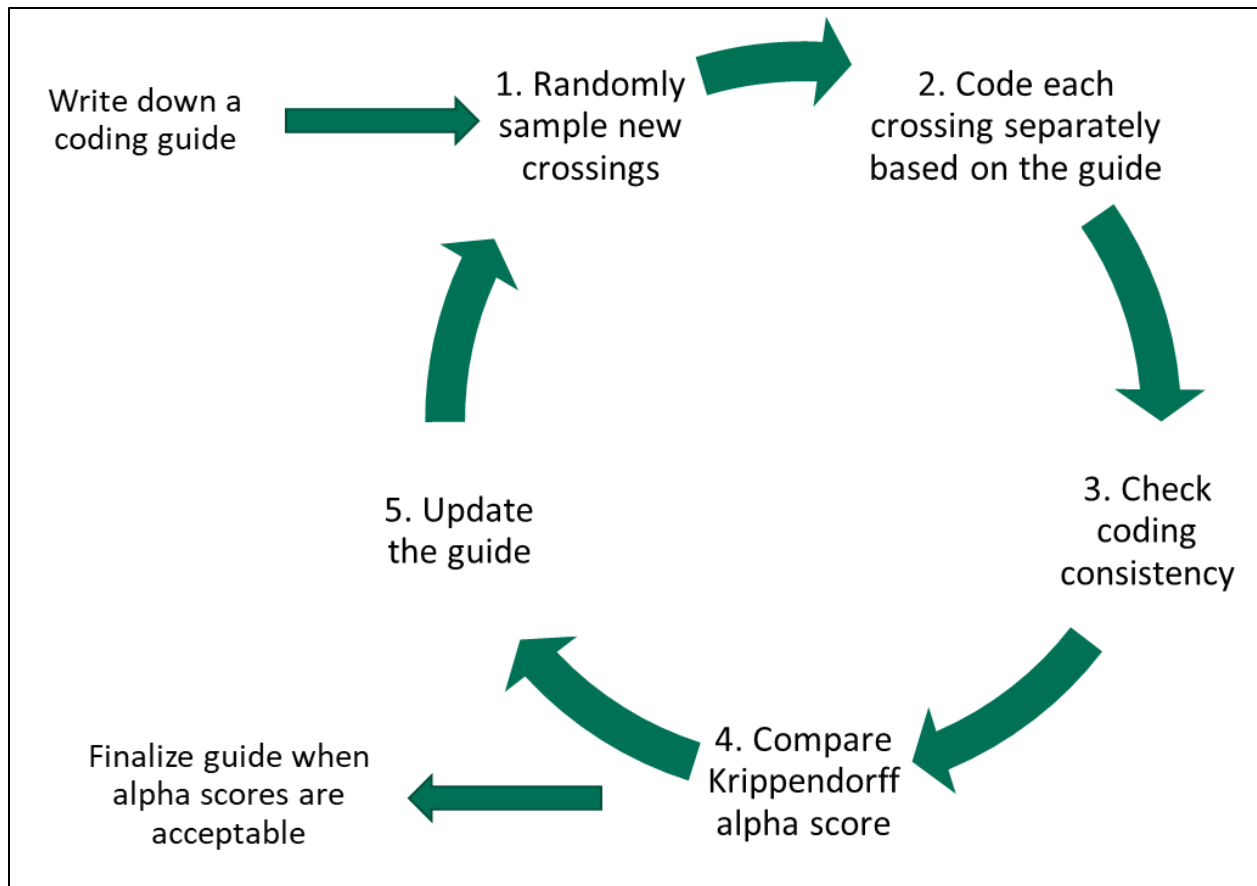 Write down a
coding guide
1. Randomly
sample new
crossings
2. Code each
crossing separately
based on the guide
3. Check
coding
consistency
4. Compare
Krippendorff
alpha score
5. Update
the guide
Finalize guide when
alpha scores are
acceptable